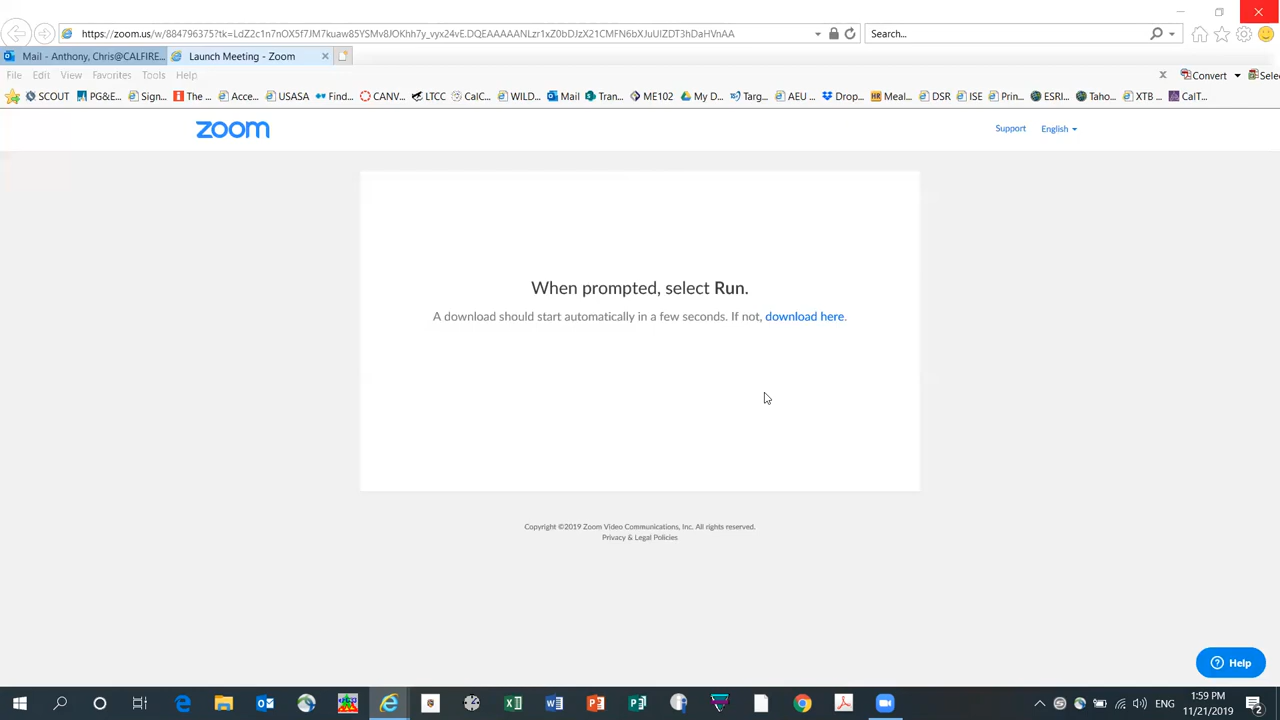 https://zoom.us/w/884796375?tk=LdZ2c1n7nOX5f7JM7kuaw85YSMv8JOKhh7y_vyx24vE.DQEAAAAANLzr1xZ0bDJzX21CMFN6bXJuUlZDT3hDaHVnAA
Search...
Mail - Anthony, Chris@CALFIRE...
Launch Meeting - Zoom
File Edit View Favorites Tools Help
x Convert Selec
SCOUT PG&E... Sign... The ... Acce... USASA Find... CANV... LTCC CalC... WILD... Mail Tran... ME102 My D... Targ... AEU ... Drop... Meal... DSR ISE Prin... ESRI... Taho... XTB ... CalT...
zoom
Support English
When prompted, select Run.
A download should start automatically in a few seconds. If not, download here.
Copyright ©2019 Zoom Video Communications, Inc. All rights reserved.
Privacy & Legal Policies
? Help
ENG
1:59 PM
11/21/2019
2